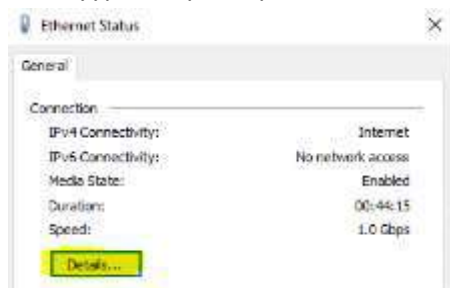 Ethernet Status
General
Connection
IPv4 Connectivity: Internet
IPv6 Connectivity: No network access
Media State: Enabled
Duration: 00:44:15
Speed: 1.0 Gbps
Details...